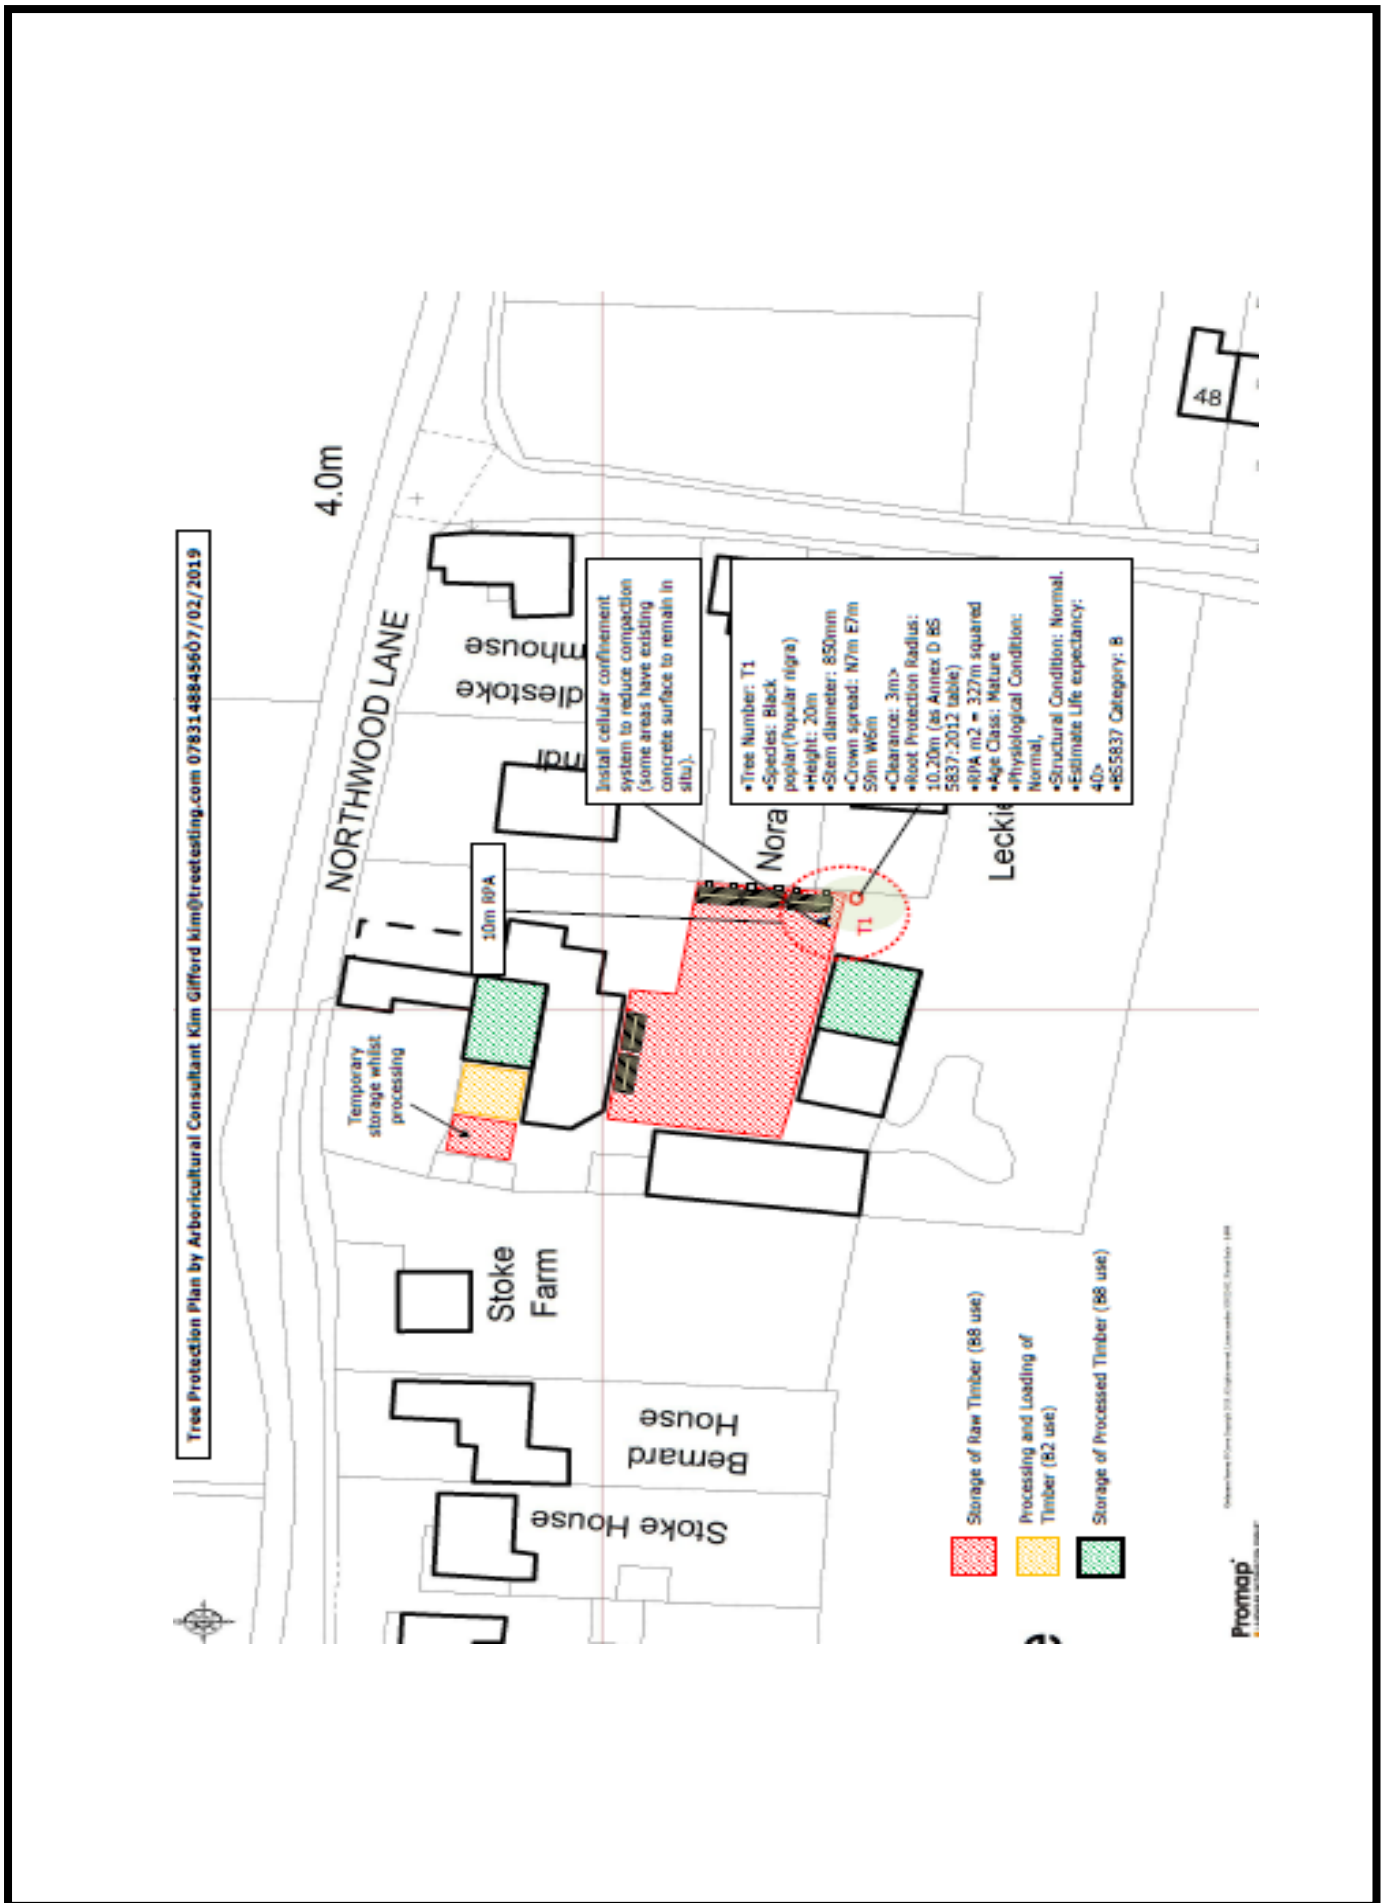 Tree Protection Plan by Arboricultural Consultant Kim Gifford kim@treetesting.com 0783148845607/02/2019
NORTHWOOD LANE
4.0m
Temporary
storage whilst
processing
10m RPA
Install cellular confinement
system to reduce compaction
(some areas have existing
concrete surface to remain in
situ).
•Tree Number: T1
•Species: Black
poplar(Popular nigra)
•Height: 20m
•Stem diameter: 850mm
•Crown spread: N7m E7m
S9m W6m
•Clearance: 3m>
•Root Protection Radius:
10.20m (as Annex D BS
5837:2012 table)
•RPA m2 = 327m squared
•Age Class: Mature
•Physiological Condition:
Normal,
•Structural Condition: Normal.
•Estimate Life expectancy:
40>
•BS5837 Category: B
dlestoke
mhouse
ndi
Nora
Leckie
T1
48
Stoke
Farm
Bernard
House
Stoke House
Storage of Raw Timber (B8 use)
Processing and Loading of
Timber (B2 use)
Storage of Processed Timber (B8 use)
Promap